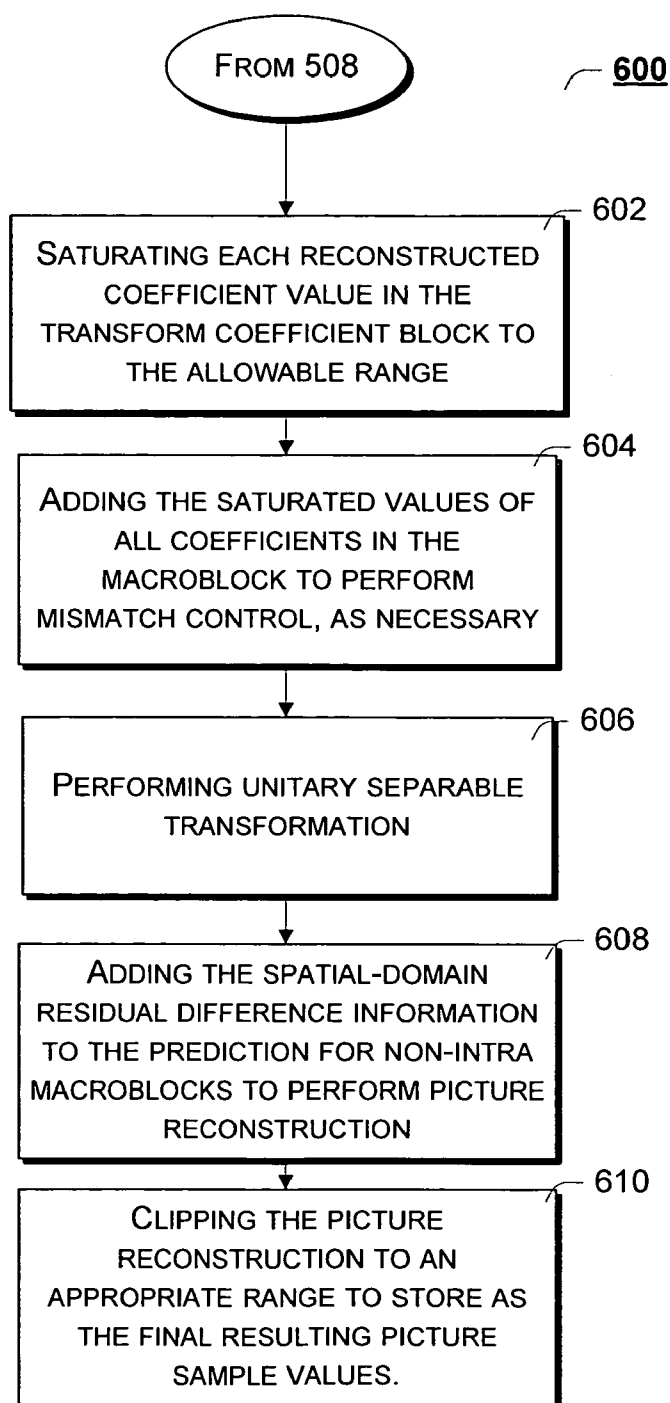 FROM 508
600
602
SATURATING EACH RECONSTRUCTED
COEFFICIENT VALUE IN THE
TRANSFORM COEFFICIENT BLOCK TO
THE ALLOWABLE RANGE
604
ADDING THE SATURATED VALUES OF
ALL COEFFICIENTS IN THE
MACROBLOCK TO PERFORM
MISMATCH CONTROL, AS NECESSARY
606
PERFORMING UNITARY SEPARABLE
TRANSFORMATION
608
ADDING THE SPATIAL-DOMAIN
RESIDUAL DIFFERENCE INFORMATION
TO THE PREDICTION FOR NON-INTRA
MACROBLOCKS TO PERFORM PICTURE
RECONSTRUCTION
610
CLIPPING THE PICTURE
RECONSTRUCTION TO AN
APPROPRIATE RANGE TO STORE AS
THE FINAL RESULTING PICTURE
SAMPLE VALUES.